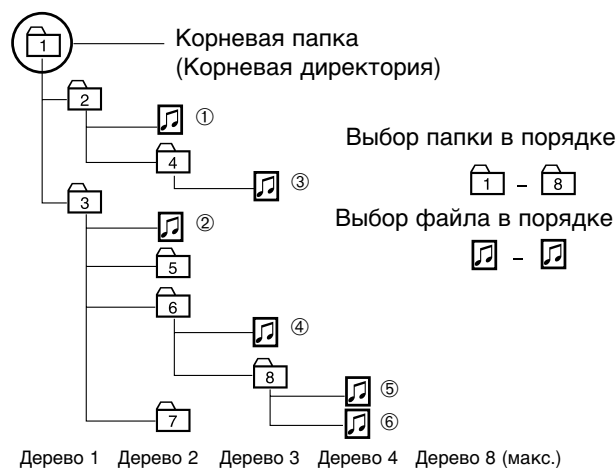 1
Корневая папка
(Корневая директория)
2
①
4
③
Выбор папки в порядке
1 – 8
3
②
Выбор файла в порядке
–
5
6
④
8
⑤
7
⑥
Дерево 1 Дерево 2 Дерево 3 Дерево 4 Дерево 8 (макс.)